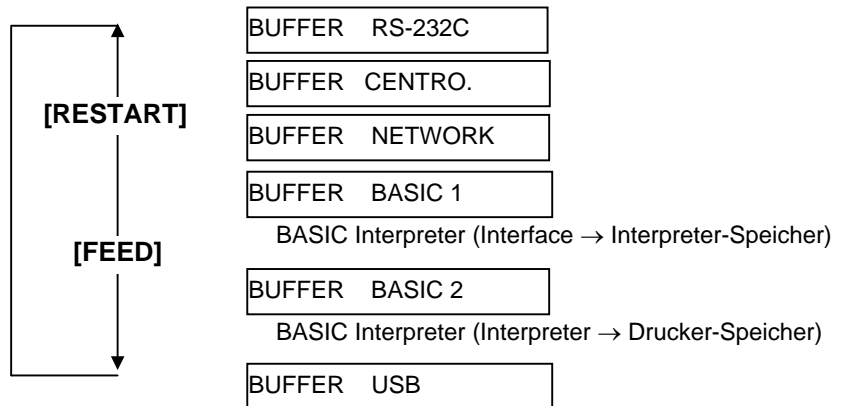 BUFFER RS-232C
BUFFER CENTRO.
[RESTART]
BUFFER NETWORK
BUFFER BASIC 1
BASIC Interpreter (Interface → Interpreter-Speicher)
[FEED]
BUFFER BASIC 2
BASIC Interpreter (Interpreter → Drucker-Speicher)
BUFFER USB